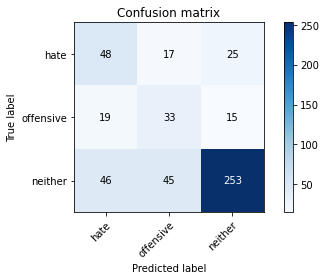 Confusion matrix
True label
hate 48 17 25
offensive 19 33 15
neither 46 45 253
hate offensive neither
Predicted label
250
200
150
100
50